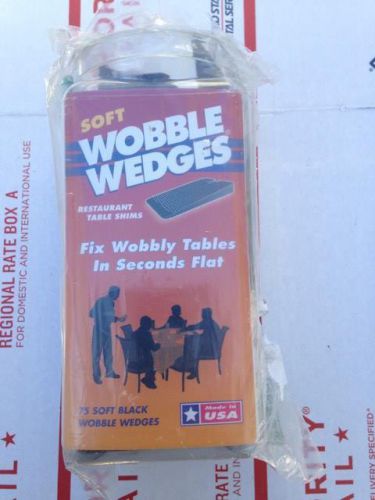 SOFT
WOBBLE
WEDGES®
RESTAURANT
TABLE SHIMS
Fix Wobbly Tables
In Seconds Flat
75 SOFT BLACK
WOBBLE WEDGES
Made In
USA
REGIONAL RATE BOX A
FOR DOMESTIC AND INTERNATIONAL USE